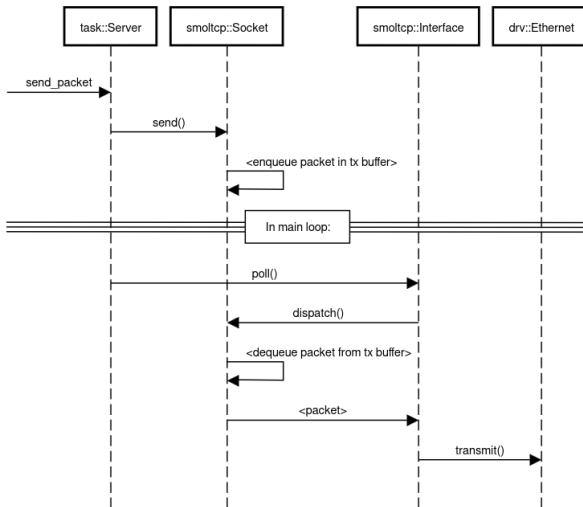 task::Server
smoltcp::Socket
smoltcp::Interface
drv::Ethernet
send_packet
send()
<enqueue packet in tx buffer>
In main loop:
poll()
dispatch()
<dequeue packet from tx buffer>
<packet>
transmit()